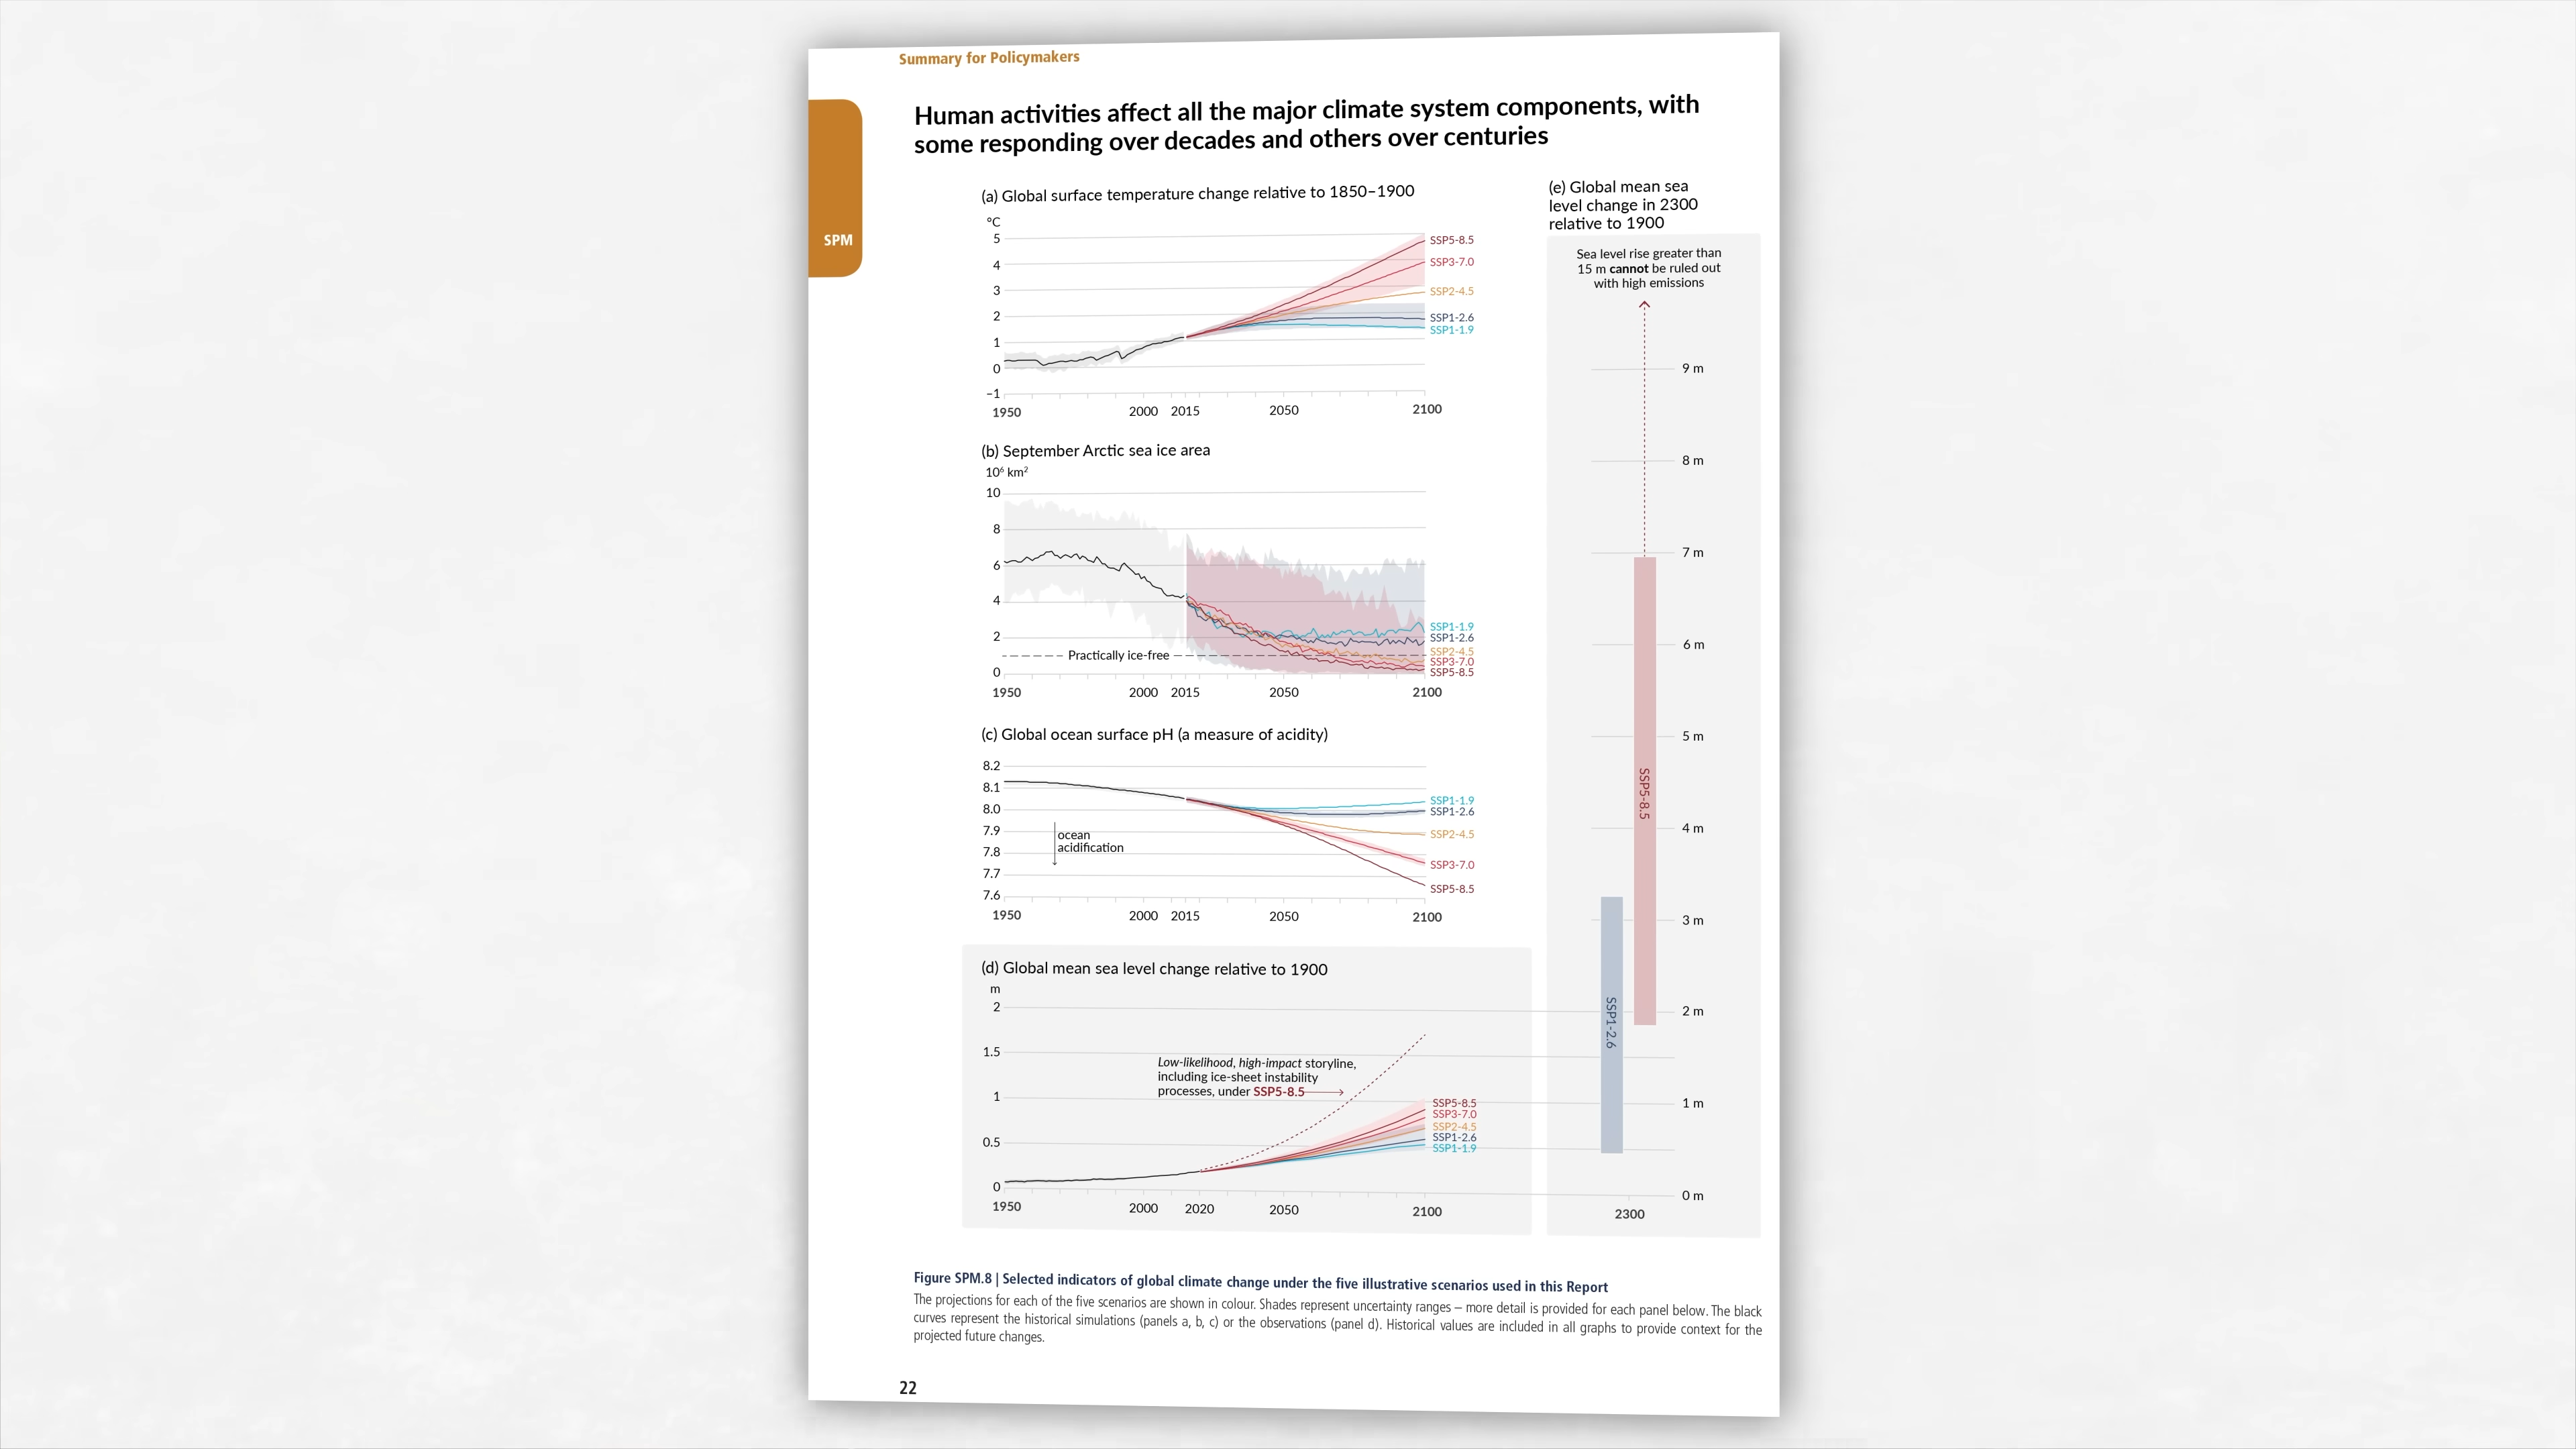 Summary for Policymakers
SPM
Human activities affect all the major climate system components, with
some responding over decades and others over centuries
(a) Global surface temperature change relative to 1850–1900
°C
5
4
3
2
1
0
−1
1950
2000
2015
2050
2100
SSP5-8.5
SSP3-7.0
SSP2-4.5
SSP1-2.6
SSP1-1.9
(b) September Arctic sea ice area
10⁶ km²
10
8
6
4
2
0
Practically ice-free
1950
2000
2015
2050
2100
SSP1-1.9
SSP1-2.6
SSP2-4.5
SSP3-7.0
SSP5-8.5
(c) Global ocean surface pH (a measure of acidity)
8.2
8.1
8.0
7.9
7.8
7.7
7.6
ocean
acidification
1950
2000
2015
2050
2100
SSP1-1.9
SSP1-2.6
SSP2-4.5
SSP3-7.0
SSP5-8.5
(d) Global mean sea level change relative to 1900
m
2
1.5
1
0.5
0
Low-likelihood, high-impact storyline,
including ice-sheet instability
processes, under SSP5-8.5
1950
2000
2020
2050
2100
SSP5-8.5
SSP3-7.0
SSP2-4.5
SSP1-2.6
SSP1-1.9
(e) Global mean sea
level change in 2300
relative to 1900
Sea level rise greater than
15 m cannot be ruled out
with high emissions
9 m
8 m
7 m
6 m
5 m
4 m
3 m
2 m
1 m
0 m
SSP5-8.5
SSP1-2.6
2300
Figure SPM.8 | Selected indicators of global climate change under the five illustrative scenarios used in this Report
The projections for each of the five scenarios are shown in colour. Shades represent uncertainty ranges – more detail is provided for each panel below. The black
curves represent the historical simulations (panels a, b, c) or the observations (panel d). Historical values are included in all graphs to provide context for the
projected future changes.
22